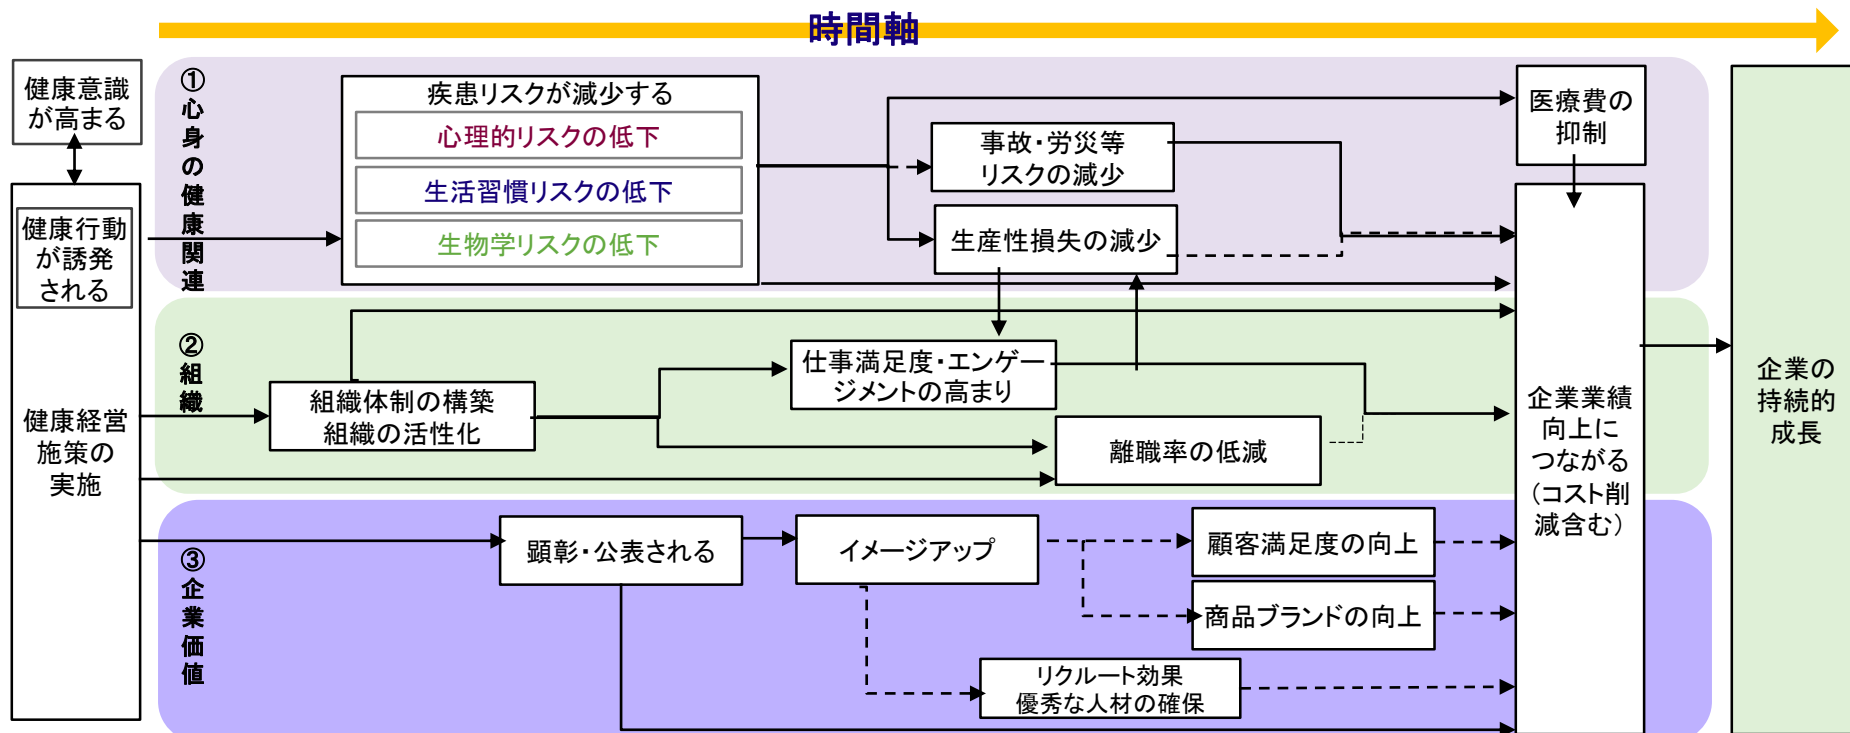 時間軸
健康意識
が高まる
健康行動
が誘発
される
健康経営
施策の
実施
①心身の健康関連
疾患リスクが減少する
心理的リスクの低下
生活習慣リスクの低下
生物学リスクの低下
事故・労災等
リスクの減少
生産性損失の減少
医療費の
抑制
②組織
組織体制の構築
組織の活性化
仕事満足度・エンゲー
ジメントの高まり
離職率の低減
③企業価値
顕彰・公表される
イメージアップ
顧客満足度の向上
商品ブランドの向上
リクルート効果
優秀な人材の確保
企業業績
向上に
つながる
（コスト削
減含む）
企業の
持続的
成長